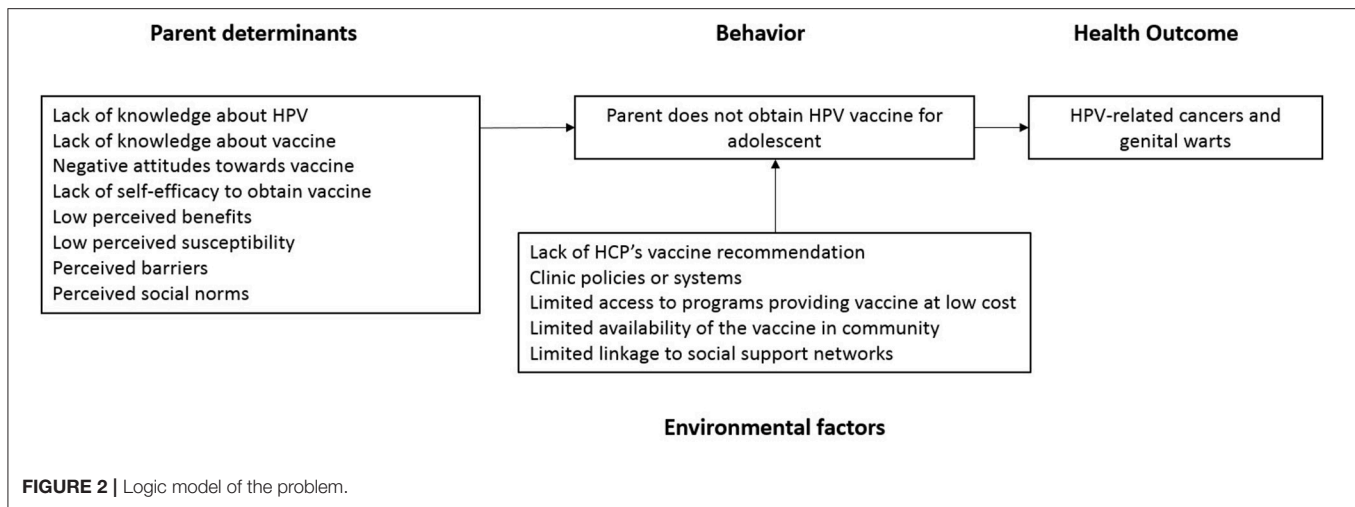 Parent determinants
Behavior
Health Outcome
Lack of knowledge about HPV
Lack of knowledge about vaccine
Negative attitudes towards vaccine
Lack of self-efficacy to obtain vaccine
Low perceived benefits
Low perceived susceptibility
Perceived barriers
Perceived social norms
Parent does not obtain HPV vaccine for
adolescent
HPV-related cancers and
genital warts
Lack of HCP's vaccine recommendation
Clinic policies or systems
Limited access to programs providing vaccine at low cost
Limited availability of the vaccine in community
Limited linkage to social support networks
Environmental factors
FIGURE 2 | Logic model of the problem.